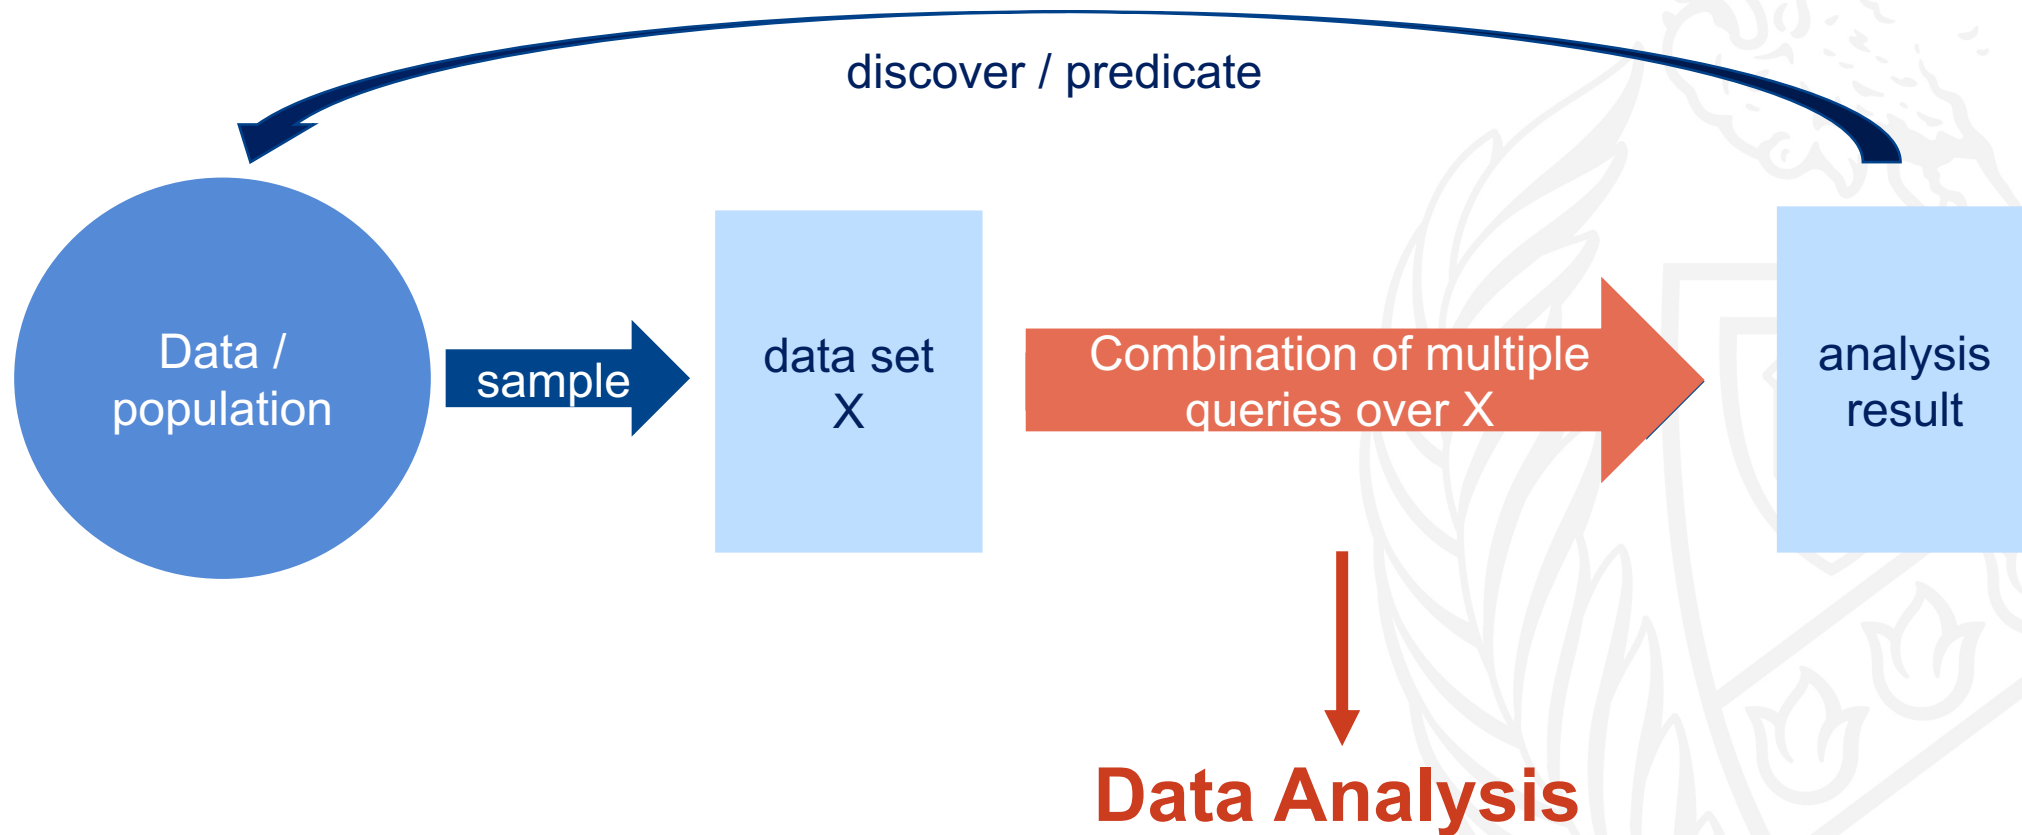 discover / predicate
Data /
population
sample
data set
X
Combination of multiple
queries over X
analysis
result
Data Analysis